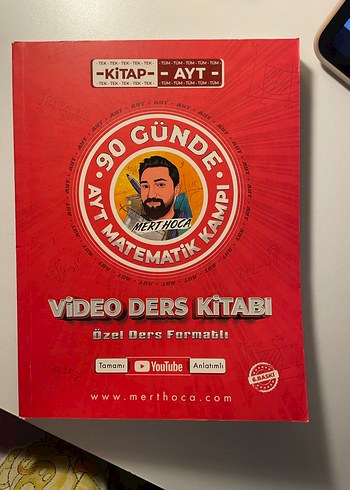 TEK - TEK - TEK - TEK - TEK
TÜM - TÜM - TÜM - TÜM - TÜM
-KİTAP-
- AYT -
TEK - TEK - TEK - TEK - TEK
TÜM - TÜM - TÜM - TÜM - TÜM
• 90 GÜNDE •
AYT MATEMATİK KAMPI
MERT HOCA
VİDEO DERS KİTABI
Özel Ders Formatlı
Tamamı YouTube Anlatımlı
6.BASKI
www.merthoca.com